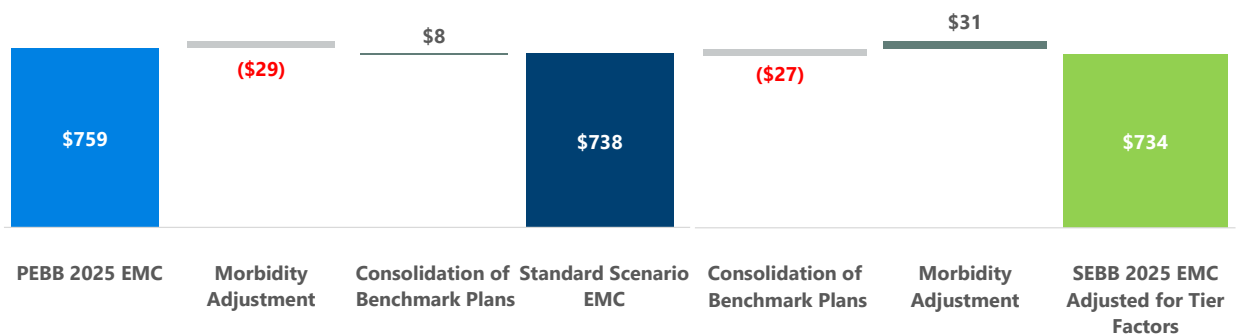 $31
$8
($29)
($27)
$759
$738
$734
PEBB 2025 EMC
Morbidity
Adjustment
Consolidation of
Benchmark Plans
Standard Scenario
EMC
Consolidation of
Benchmark Plans
Morbidity
Adjustment
SEBB 2025 EMC
Adjusted for Tier
Factors